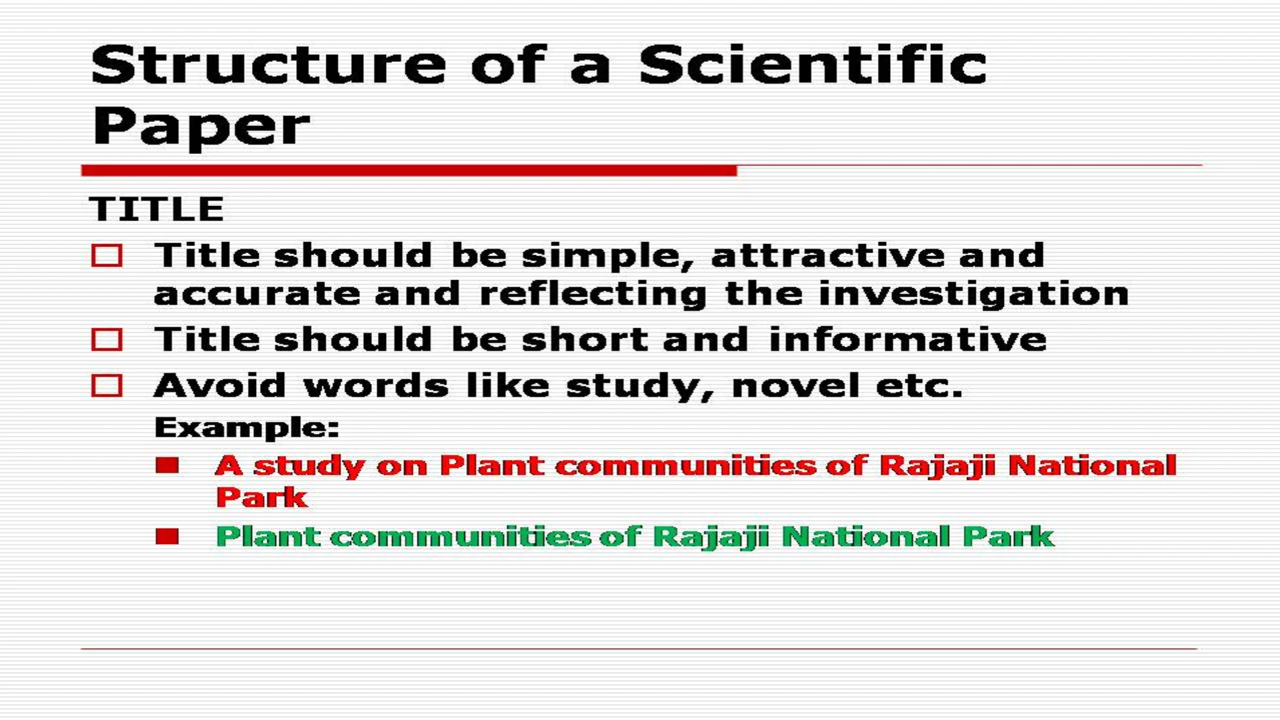 Structure of a Scientific
Paper
TITLE
Title should be simple, attractive and
accurate and reflecting the investigation
Title should be short and informative
Avoid words like study, novel etc.
Example:
A study on Plant communities of Rajaji National
Park
Plant communities of Rajaji National Park